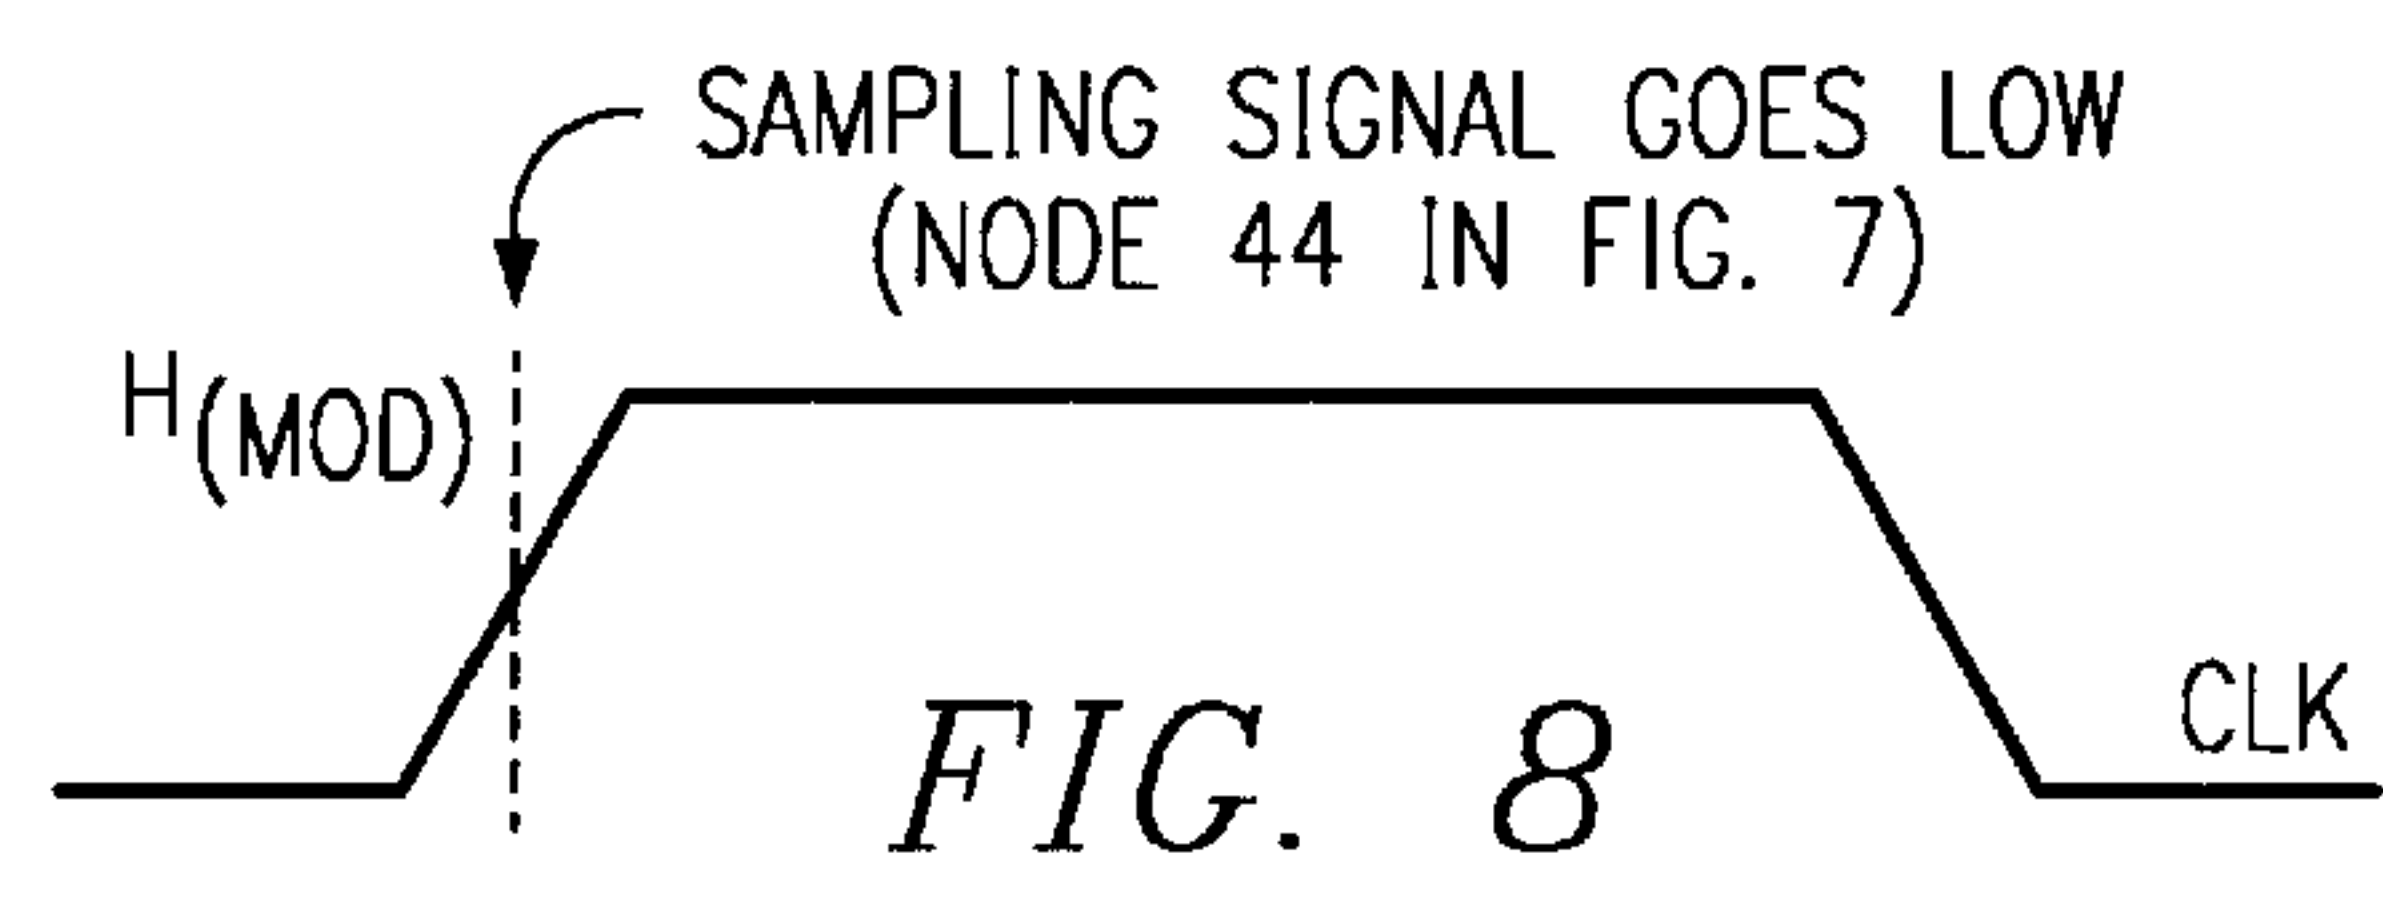 SAMPLING SIGNAL GOES LOW
(NODE 44 IN FIG. 7)
H(MOD)
CLK
FIG. 8